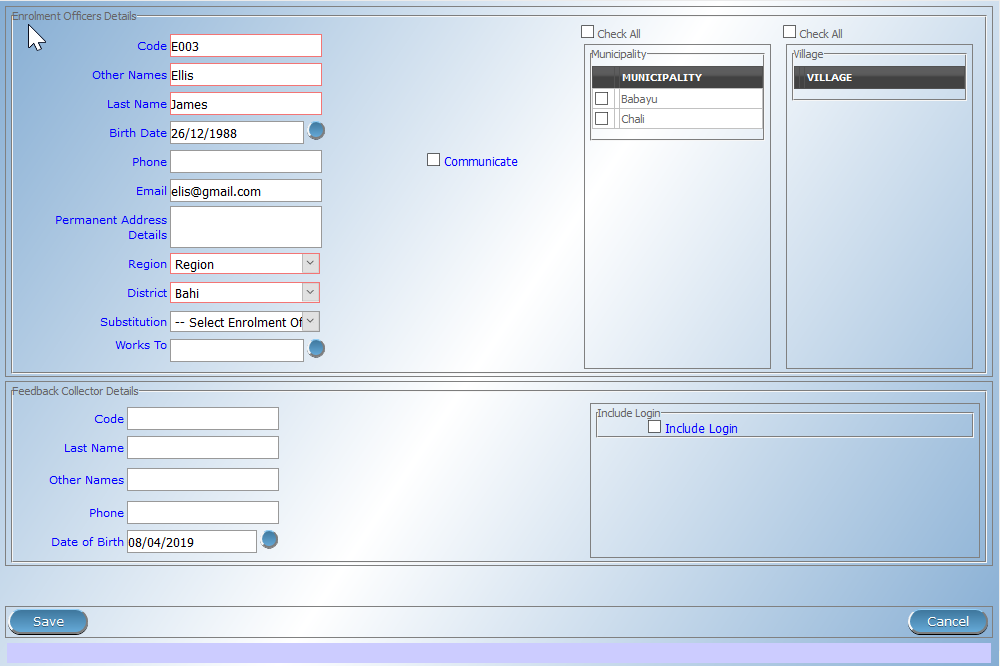 Enrolment Officers Details
Code E003
Other Names Ellis
Last Name James
Birth Date 26/12/1988
Phone
Communicate
Email elis@gmail.com
Permanent Address
Details
Region Region
District Bahi
Substitution -- Select Enrolment Of
Works To
Check All
Municipality
MUNICIPALITY
Babayu
Chali
Check All
Village
VILLAGE
Feedback Collector Details
Code
Last Name
Other Names
Phone
Date of Birth 08/04/2019
Include Login
Include Login
Save
Cancel